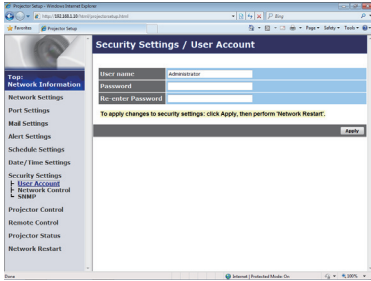 Projector Setup - Windows Internet Explorer
http://192.168.1.16/html/projectorsetup.html
Bing
Favorites
Projector Setup
Page
Safety
Tools
Top:
Network Information
Network Settings
Port Settings
Mail Settings
Alert Settings
Schedule Settings
Date/Time Settings
Security Settings
User Account
Network Control
SNMP
Projector Control
Remote Control
Projector Status
Network Restart
Security Settings / User Account
User name
Administrator
Password
Re-enter Password
To apply changes to security settings: click Apply, then perform 'Network Restart'.
Apply
Done
Internet | Protected Mode: On
100%